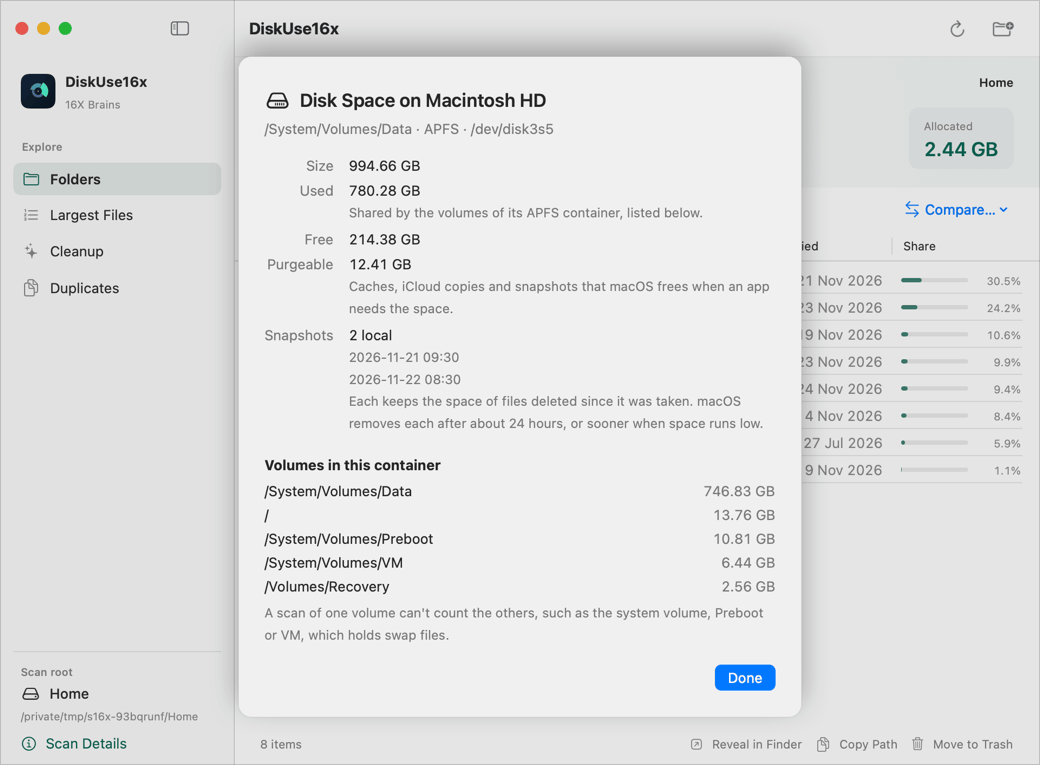 DiskUse16x
DiskUse16x
16X Brains
Explore
Folders
Largest Files
Cleanup
Duplicates
Scan root
Home
/private/tmp/s16x-93bqrunf/Home
Scan Details
Home
Allocated
2.44 GB
Compare...
Share
21 Nov 2026 30.5%
23 Nov 2026 24.2%
19 Nov 2026 10.6%
23 Nov 2026 9.9%
24 Nov 2026 9.4%
4 Nov 2026 8.4%
27 Jul 2026 5.9%
9 Nov 2026 1.1%
Disk Space on Macintosh HD
/System/Volumes/Data · APFS · /dev/disk3s5
Size 994.66 GB
Used 780.28 GB
Shared by the volumes of its APFS container, listed below.
Free 214.38 GB
Purgeable 12.41 GB
Caches, iCloud copies and snapshots that macOS frees when an app
needs the space.
Snapshots 2 local
2026-11-21 09:30
2026-11-22 08:30
Each keeps the space of files deleted since it was taken. macOS
removes each after about 24 hours, or sooner when space runs low.
Volumes in this container
/System/Volumes/Data 746.83 GB
/ 13.76 GB
/System/Volumes/Preboot 10.81 GB
/System/Volumes/VM 6.44 GB
/Volumes/Recovery 2.56 GB
A scan of one volume can't count the others, such as the system volume, Preboot
or VM, which holds swap files.
Done
8 items
Reveal in Finder
Copy Path
Move to Trash